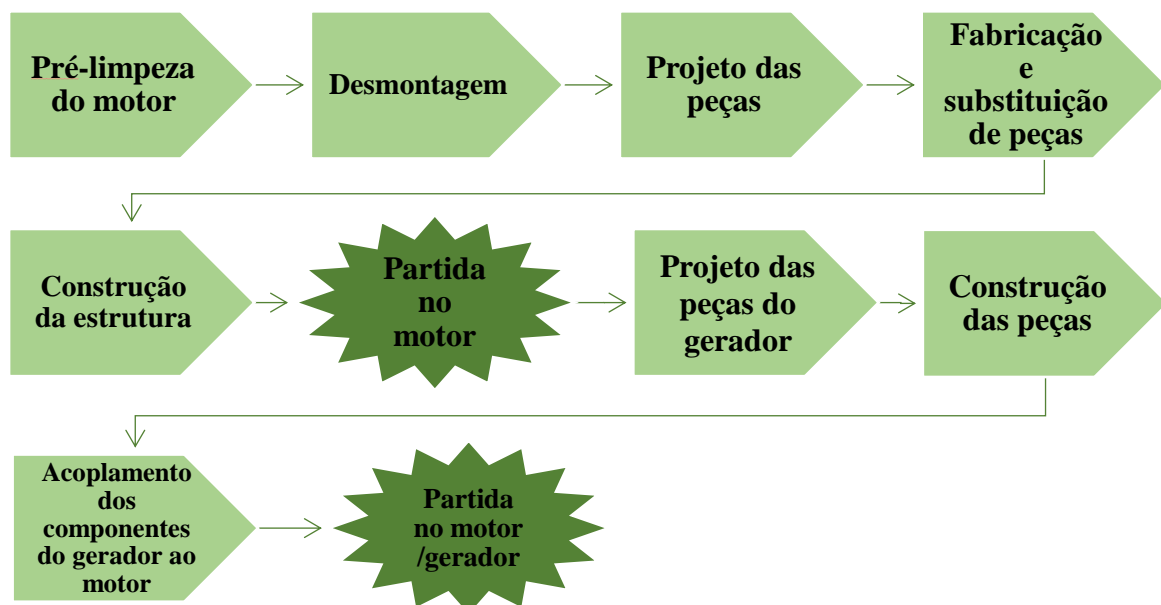 Pré-limpeza
do motor
Desmontagem
Projeto das
peças
Fabricação
e
substituição
de peças
Construção
da estrutura
Partida
no
motor
Projeto das
peças do
gerador
Construção
das peças
Acoplamento
dos
componentes
do gerador ao
motor
Partida
no motor
/gerador